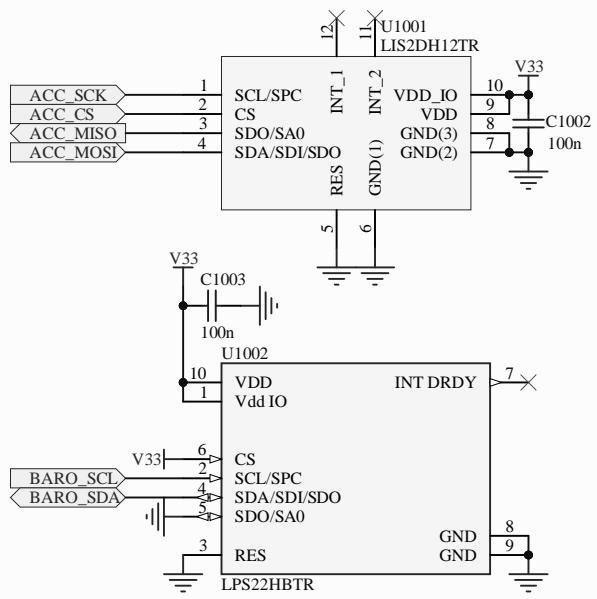 12
11
U1001
LIS2DH12TR
V33
ACC_SCK 1 SCL/SPC INT_1 INT_2 VDD_IO 10
ACC_CS 2 CS VDD 9 C1002
ACC_MISO 3 SDO/SA0 GND(3) 8
ACC_MOSI 4 SDA/SDI/SDO GND(2) 7 100n
RES GND(1)
5 6
V33
C1003
100n
U1002
10 VDD INT DRDY 7
1 Vdd IO
V33 6 CS
BARO_SCL 2 SCL/SPC
BARO_SDA 4 SDA/SDI/SDO
5 SDO/SA0
GND 8
3 RES GND 9
LPS22HBTR